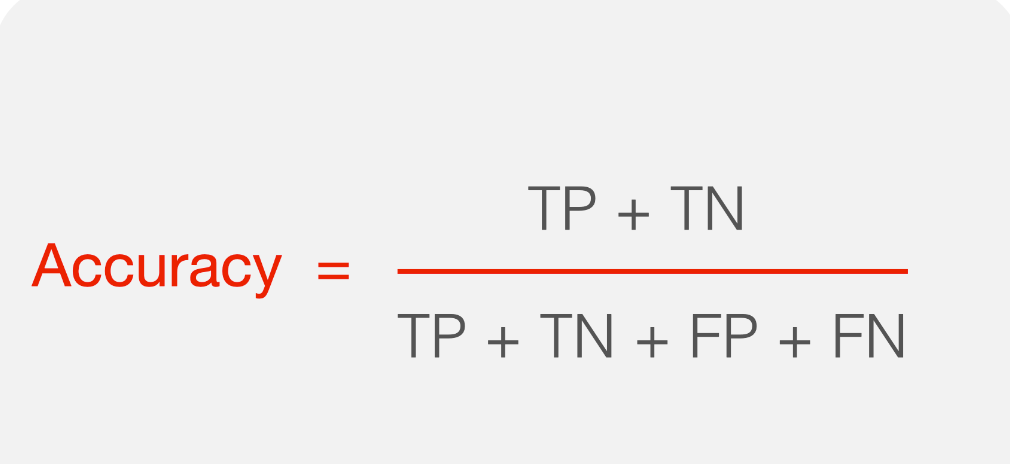 TP + TN
Accuracy =
TP + TN + FP + FN